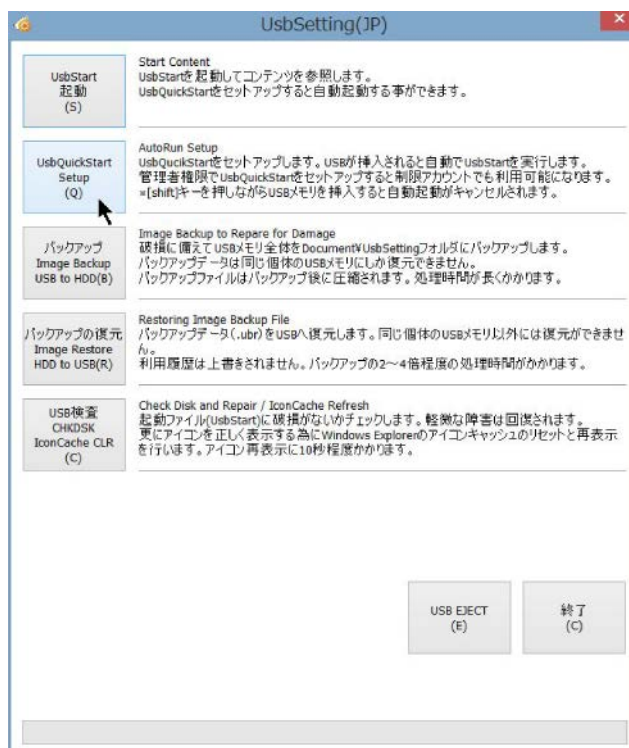 UsbSetting(JP)
UsbStart
起動
(S)
Start Content
UsbStartを起動してコンテンツを参照します。
UsbQuickStartをセットアップすると自動起動する事ができます。
UsbQuickStart
Setup
(Q)
AutoRun Setup
UsbQucikStartをセットアップします。USBが挿入されると自動でUsbStartを実行します。
管理者権限でUsbQuickStartをセットアップすると制限アカウントでも利用可能になります。
※[shift]キーを押しながらUSBメモリを挿入すると自動起動がキャンセルされます。
バックアップ
Image Backup
USB to HDD(B)
Image Backup to Repare for Damage
破損に備えてUSBメモリ全体をDocument¥UsbSettingフォルダにバックアップします。
バックアップデータは同じ個体のUSBメモリにしか復元できません。
バックアップファイルはバックアップ後に圧縮されます。処理時間が長くかかります。
バックアップの復元
Image Restore
HDD to USB(R)
Restoring Image Backup File
バックアップデータ(.ubr)をUSBへ復元します。同じ個体のUSBメモリ以外には復元ができませ
ん。
利用履歴は上書きされません。バックアップの2～4倍程度の処理時間がかかります。
USB検査
CHKDSK
IconCache CLR
(C)
Check Disk and Repair / IconCache Refresh
起動ファイル(UsbStart)に破損がないかチェックします。軽微な障害は回復されます。
更にアイコンを正しく表示する為にWindows Explorerのアイコンキャッシュのリセットと再表示
を行います。アイコン再表示に10秒程度かかります。
USB EJECT
(E)
終了
(C)